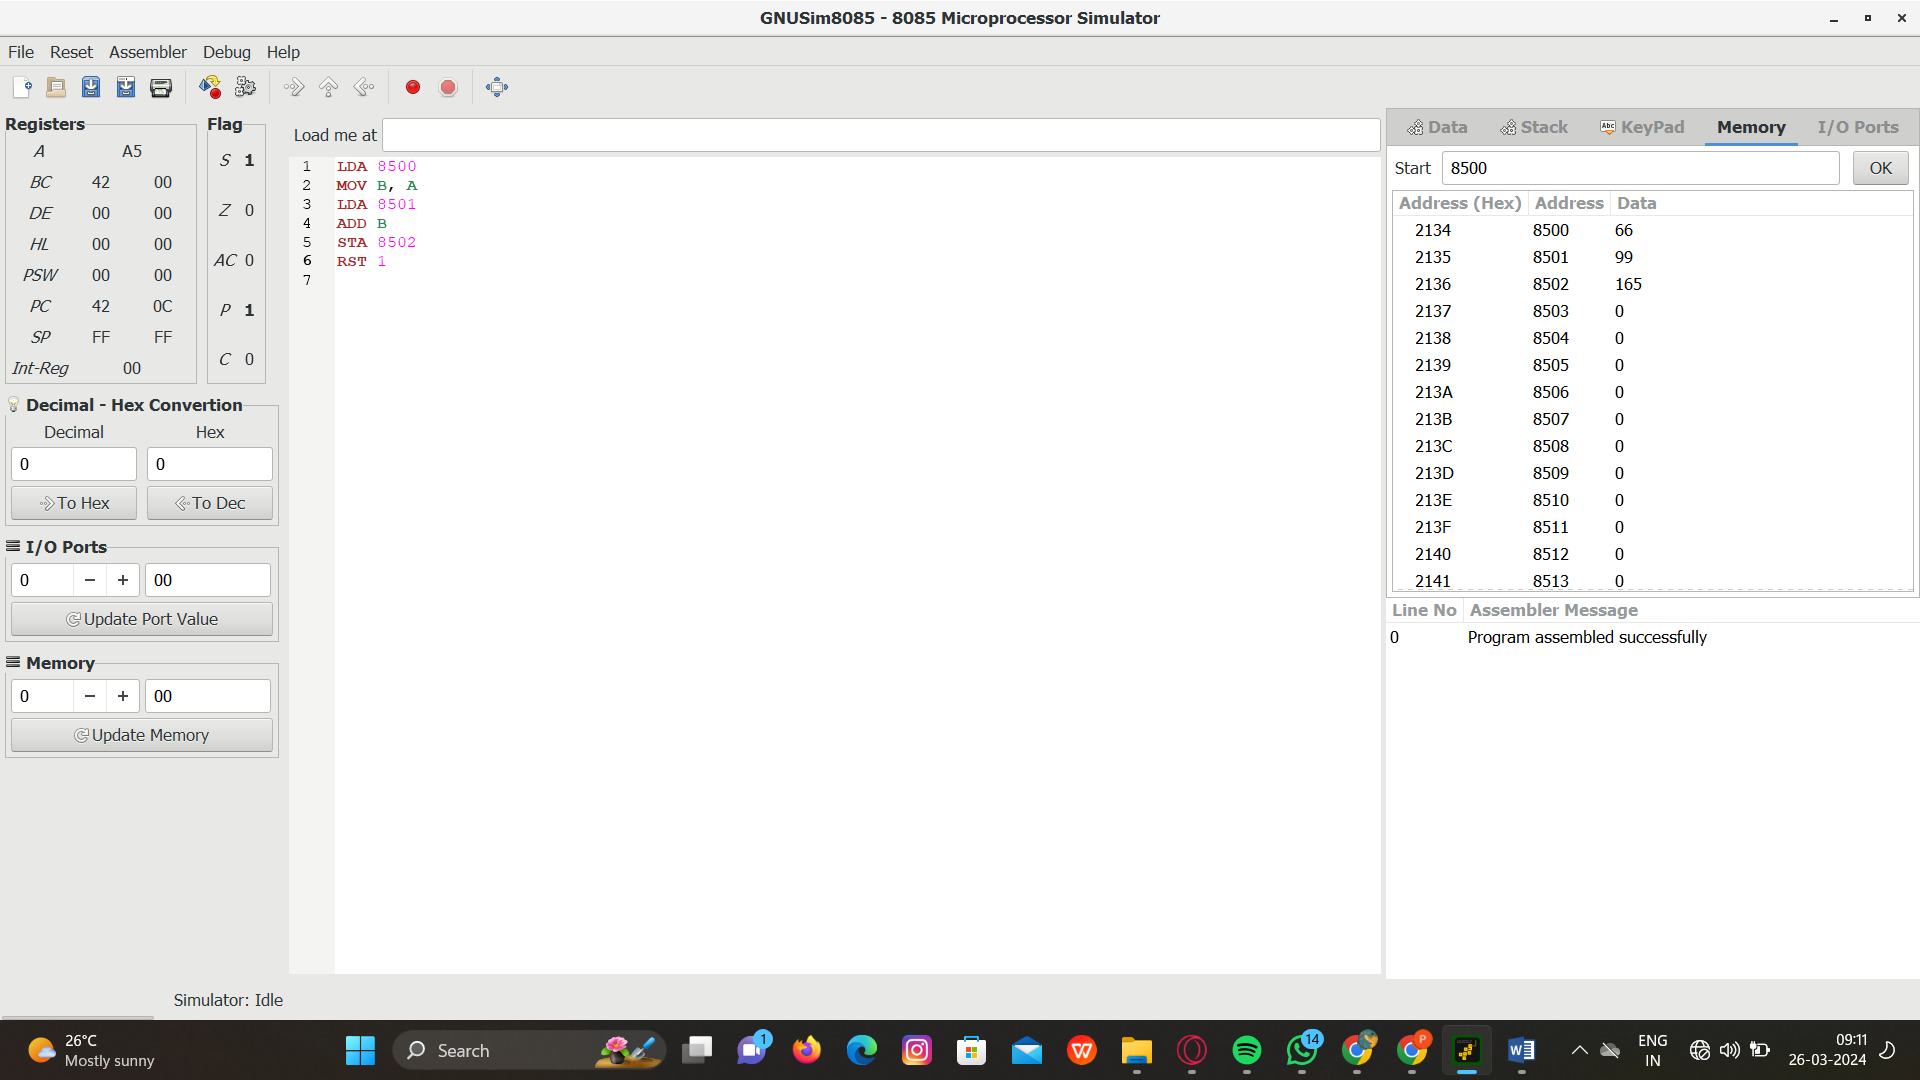 GNUSim8085 - 8085 Microprocessor Simulator
File Reset Assembler Debug Help
Registers
A A5
BC 42 00
DE 00 00
HL 00 00
PSW 00 00
PC 42 0C
SP FF FF
Int-Reg 00
Flag
S 1
Z 0
AC 0
P 1
C 0
Decimal - Hex Convertion
Decimal Hex
0 0
To Hex To Dec
I/O Ports
0 − + 00
Update Port Value
Memory
0 − + 00
Update Memory
Load me at
1 LDA 8500
2 MOV B, A
3 LDA 8501
4 ADD B
5 STA 8502
6 RST 1
7
Data Stack Abc KeyPad Memory I/O Ports
Start 8500 OK
Address (Hex) Address Data
2134 8500 66
2135 8501 99
2136 8502 165
2137 8503 0
2138 8504 0
2139 8505 0
213A 8506 0
213B 8507 0
213C 8508 0
213D 8509 0
213E 8510 0
213F 8511 0
2140 8512 0
2141 8513 0
Line No Assembler Message
0 Program assembled successfully
Simulator: Idle
26°C
Mostly sunny
Search
1
14
P
ENG
IN
09:11
26-03-2024